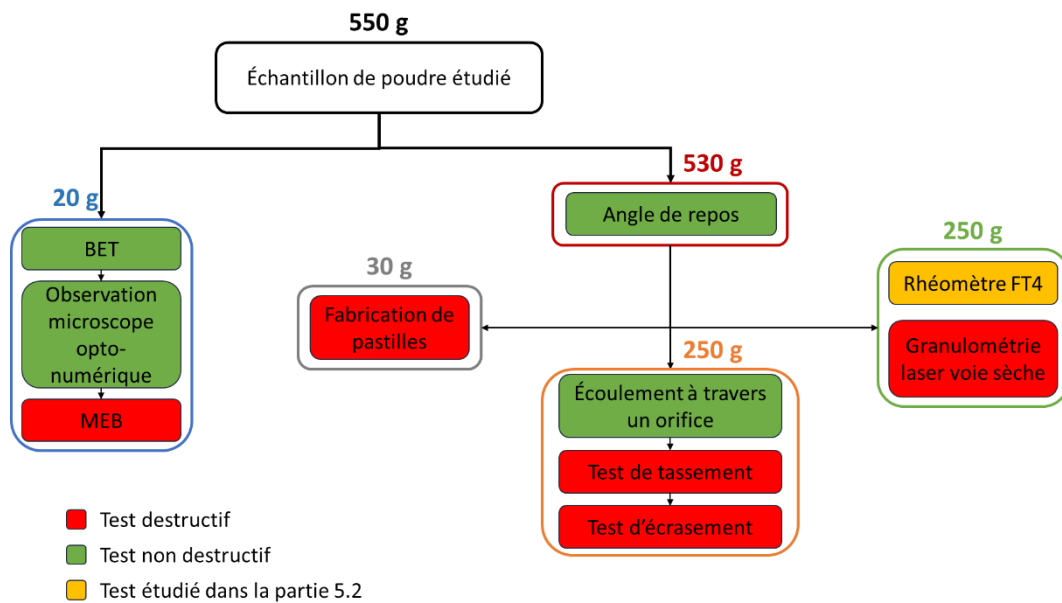 550 g
Échantillon de poudre étudié
530 g
Angle de repos
20 g
BET
Observation
microscope
opto-
numérique
MEB
30 g
Fabrication de
pastilles
250 g
Rhéomètre FT4
Granulométrie
laser voie sèche
250 g
Écoulement à travers
un orifice
Test de tassement
Test d’écrasement
Test destructif
Test non destructif
Test étudié dans la partie 5.2